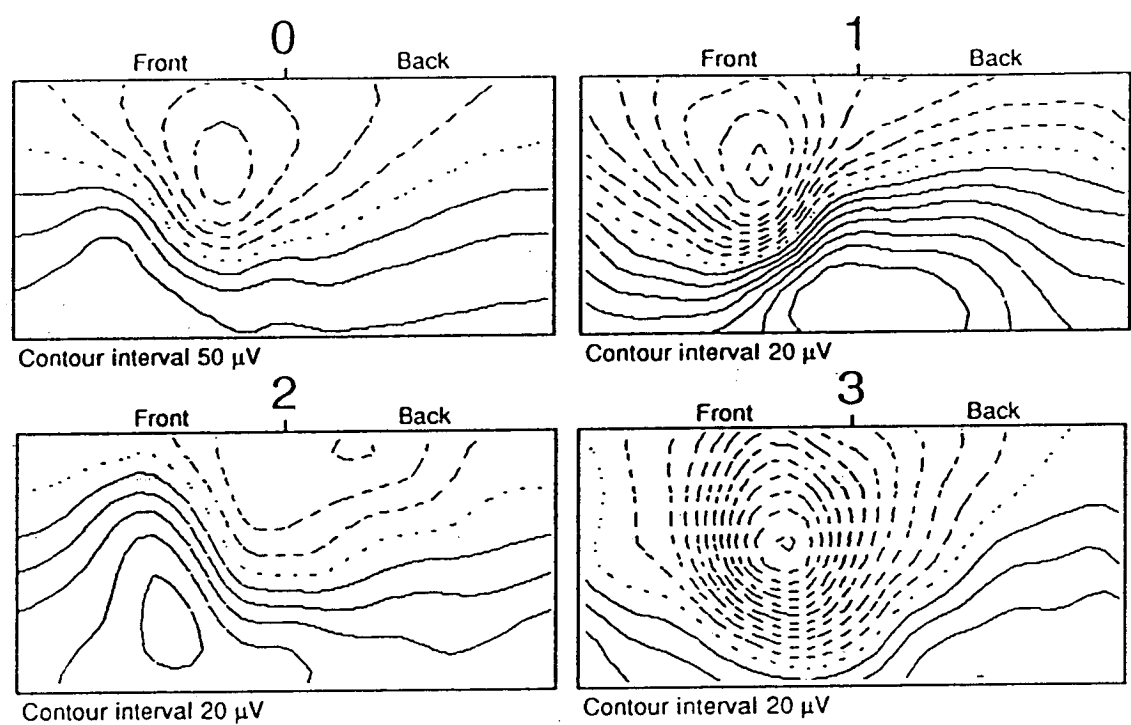 0
1
Front Back
Front Back
Contour interval 50 μV
Contour interval 20 μV
2
3
Front Back
Front Back
Contour interval 20 μV
Contour interval 20 μV